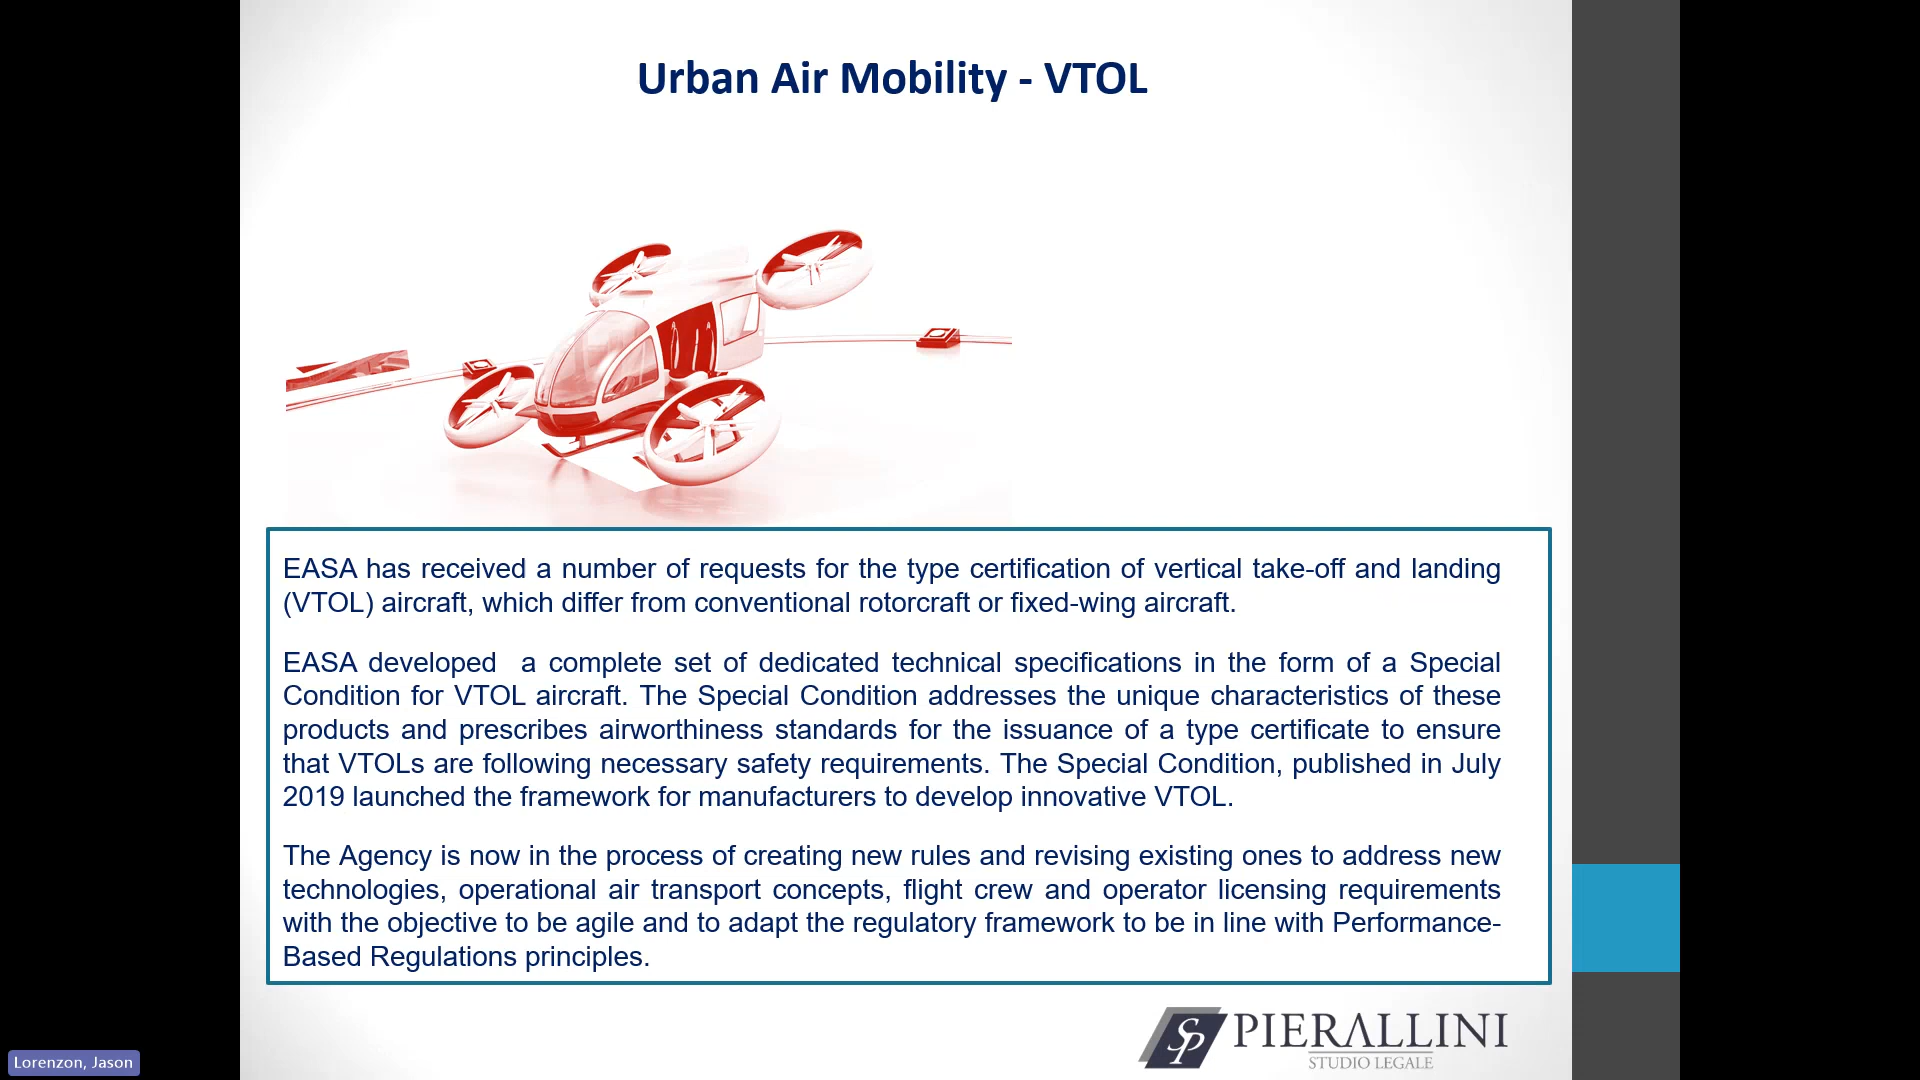 Urban Air Mobility - VTOL
EASA has received a number of requests for the type certification of vertical take-off and landing
(VTOL) aircraft, which differ from conventional rotorcraft or fixed-wing aircraft.
EASA developed  a complete set of dedicated technical specifications in the form of a Special
Condition for VTOL aircraft. The Special Condition addresses the unique characteristics of these
products and prescribes airworthiness standards for the issuance of a type certificate to ensure
that VTOLs are following necessary safety requirements. The Special Condition, published in July
2019 launched the framework for manufacturers to develop innovative VTOL.
The Agency is now in the process of creating new rules and revising existing ones to address new
technologies, operational air transport concepts, flight crew and operator licensing requirements
with the objective to be agile and to adapt the regulatory framework to be in line with Performance-
Based Regulations principles.
SP PIERALLINI
STUDIO LEGALE
Lorenzon, Jason